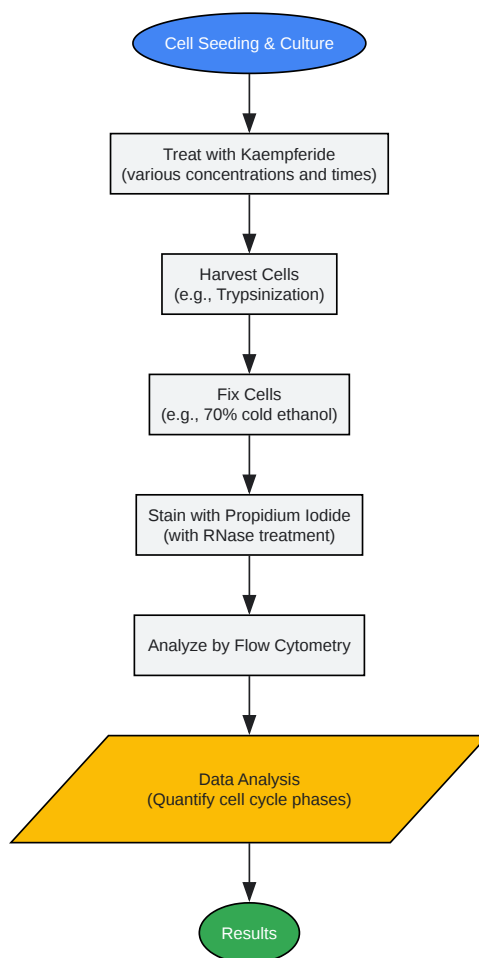 Cell Seeding & Culture
Treat with Kaempferide
(various concentrations and times)
Harvest Cells
(e.g., Trypsinization)
Fix Cells
(e.g., 70% cold ethanol)
Stain with Propidium Iodide
(with RNase treatment)
Analyze by Flow Cytometry
Data Analysis
(Quantify cell cycle phases)
Results